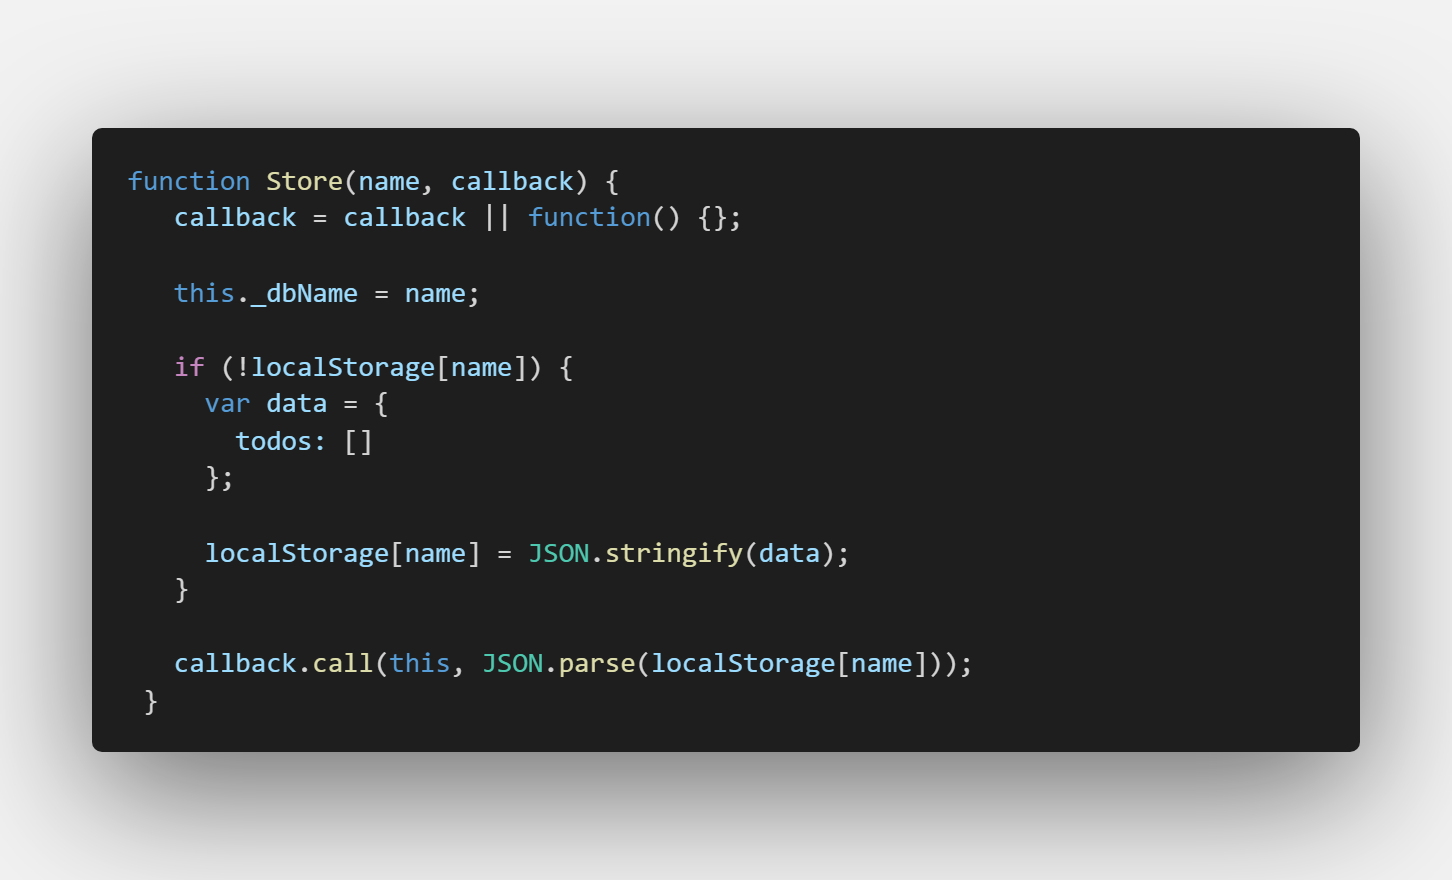 function Store(name, callback) {
   callback = callback || function() {};

   this._dbName = name;

   if (!localStorage[name]) {
     var data = {
       todos: []
     };

     localStorage[name] = JSON.stringify(data);
   }

   callback.call(this, JSON.parse(localStorage[name]));
 }